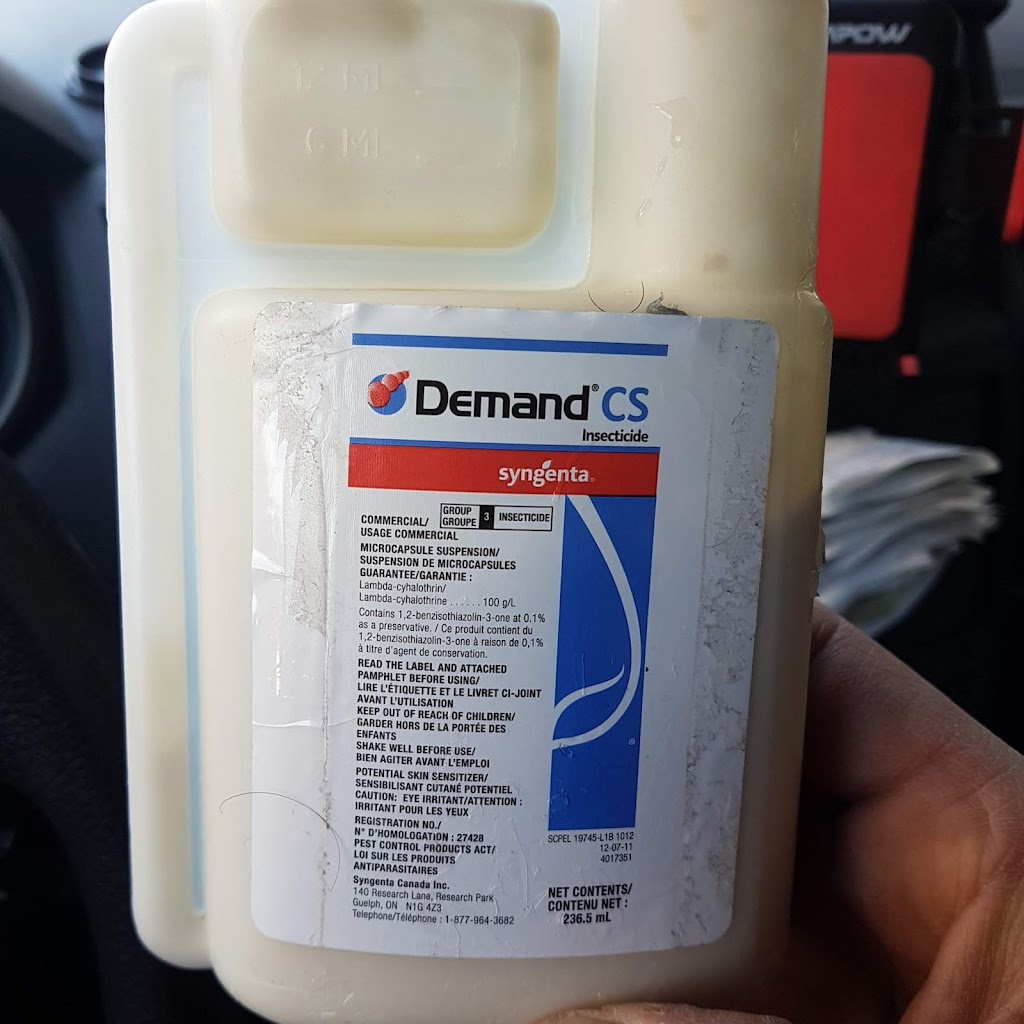 XPOW
12 ML
6 ML
Demand® CS
Insecticide
syngenta
COMMERCIAL/
USAGE COMMERCIAL
GROUP
GROUPE
3
INSECTICIDE
MICROCAPSULE SUSPENSION/
SUSPENSION DE MICROCAPSULES
GUARANTEE/GARANTIE :
Lambda-cyhalothrin/
Lambda-cyhalothrine ...... 100 g/L
Contains 1,2-benzisothiazolin-3-one at 0.1%
as a preservative. / Ce produit contient du
1,2-benzisothiazolin-3-one à raison de 0,1%
à titre d'agent de conservation.
READ THE LABEL AND ATTACHED
PAMPHLET BEFORE USING/
LIRE L'ÉTIQUETTE ET LE LIVRET CI-JOINT
AVANT L'UTILISATION
KEEP OUT OF REACH OF CHILDREN/
GARDER HORS DE LA PORTÉE DES
ENFANTS
SHAKE WELL BEFORE USE/
BIEN AGITER AVANT L'EMPLOI
POTENTIAL SKIN SENSITIZER/
SENSIBILISANT CUTANÉ POTENTIEL
CAUTION: EYE IRRITANT/ATTENTION :
IRRITANT POUR LES YEUX
REGISTRATION NO./
N° D'HOMOLOGATION : 27428
PEST CONTROL PRODUCTS ACT/
LOI SUR LES PRODUITS
ANTIPARASITAIRES
Syngenta Canada Inc.
140 Research Lane, Research Park
Guelph, ON N1G 4Z3
Telephone/Téléphone : 1-877-964-3682
®
SCPEL 19745-L1B 1012
12-07-11
4017351
NET CONTENTS/
CONTENU NET :
236.5 mL